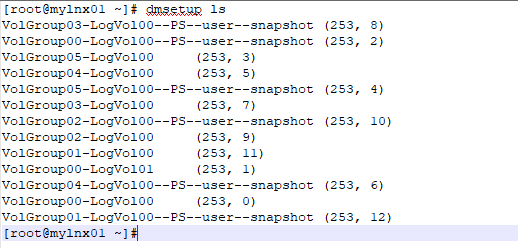 [root@mylnx01 ~]# dmsetup ls
VolGroup03-LogVol00--PS--user--snapshot (253, 8)
VolGroup00-LogVol00--PS--user--snapshot (253, 2)
VolGroup05-LogVol00     (253, 3)
VolGroup04-LogVol00     (253, 5)
VolGroup05-LogVol00--PS--user--snapshot (253, 4)
VolGroup03-LogVol00     (253, 7)
VolGroup02-LogVol00--PS--user--snapshot (253, 10)
VolGroup02-LogVol00     (253, 9)
VolGroup01-LogVol00     (253, 11)
VolGroup00-LogVol01     (253, 1)
VolGroup04-LogVol00--PS--user--snapshot (253, 6)
VolGroup00-LogVol00     (253, 0)
VolGroup01-LogVol00--PS--user--snapshot (253, 12)
[root@mylnx01 ~]#